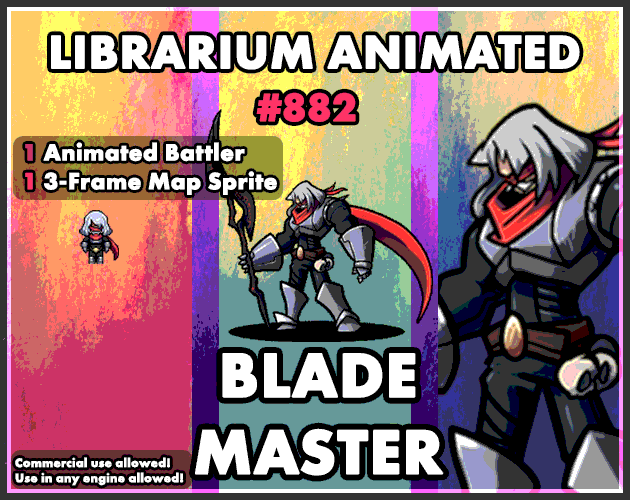 LIBRARIUM ANIMATED
#882
1 Animated Battler
1 3-Frame Map Sprite
BLADE
MASTER
Commercial use allowed!
Use in any engine allowed!